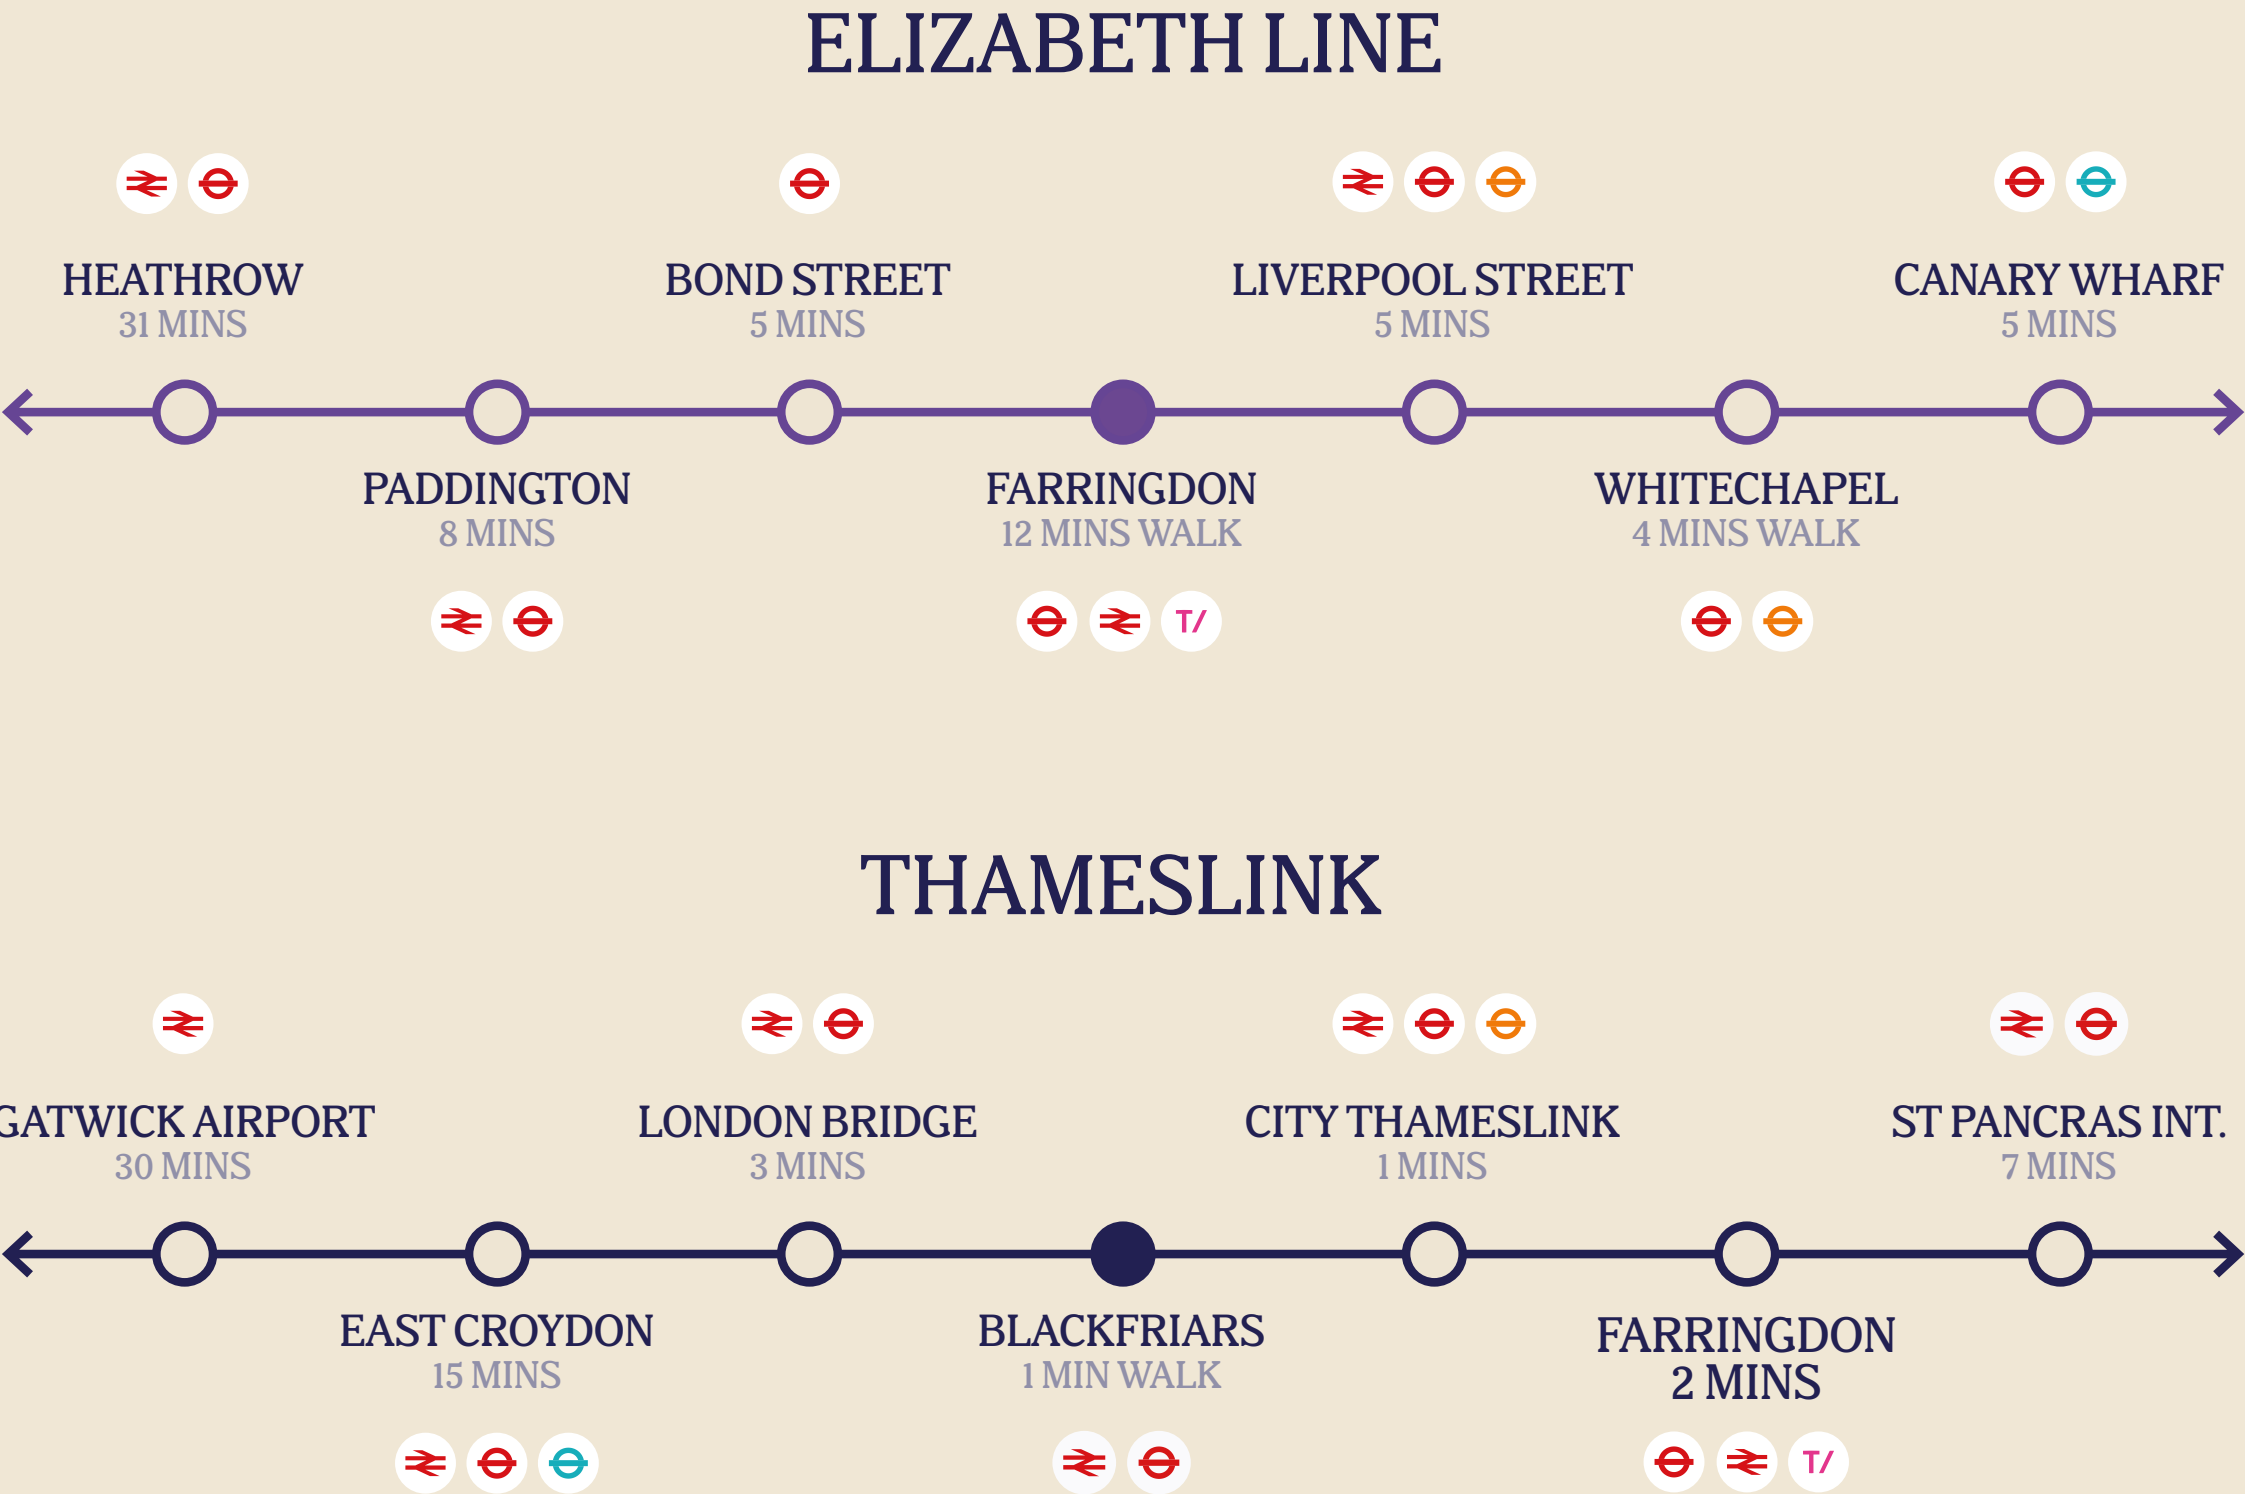 ELIZABETH LINE
HEATHROW
31 MINS
BOND STREET
5 MINS
LIVERPOOL STREET
5 MINS
CANARY WHARF
5 MINS
PADDINGTON
8 MINS
FARRINGDON
12 MINS WALK
T/
WHITECHAPEL
4 MINS WALK
THAMESLINK
GATWICK AIRPORT
30 MINS
LONDON BRIDGE
3 MINS
CITY THAMESLINK
1 MINS
ST PANCRAS INT.
7 MINS
EAST CROYDON
15 MINS
BLACKFRIARS
1 MIN WALK
FARRINGDON
2 MINS
T/